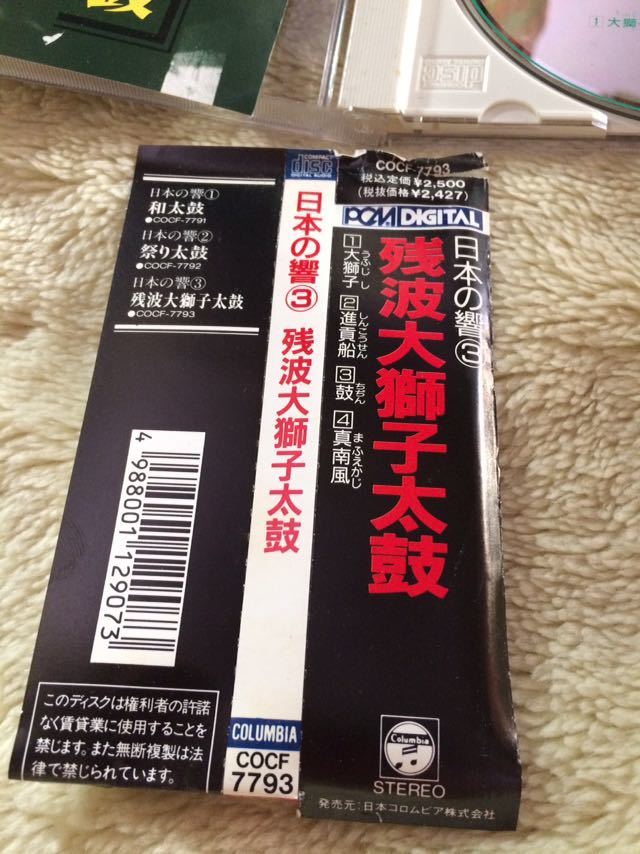 鼓
1 大獅
COCF-7793
税込定価¥2,500
(税抜価格¥2,427)
PCM DIGITAL
日本の響③
残波大獅子太鼓
1 大獅子 2 進貢船 3 鼓 4 真南風
うふじし しんこうせん ちぢん まふえかじ
Columbia
STEREO
発売元:日本コロムビア株式会社
COMPACT
disc
DIGITAL AUDIO
日本の響③ 残波大獅子太鼓
COLUMBIA
COCF
7793
日本の響①
和太鼓
●COCF-7791
日本の響②
祭り太鼓
●COCF-7792
日本の響③
残波大獅子太鼓
●COCF-7793
4 988001 129073
このディスクは権利者の許諾
なく賃貸業に使用することを
禁じます。また無断複製は法
律で禁じられています。